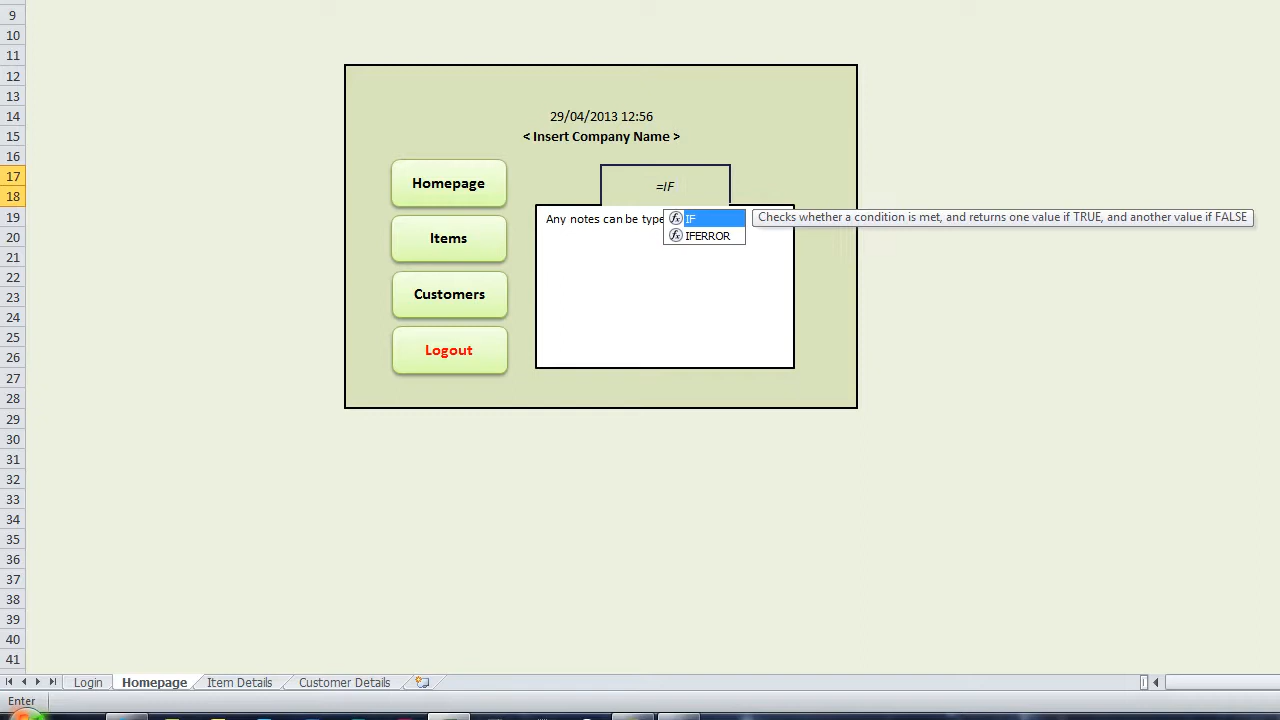 9
10
11
12
13
14
29/04/2013 12:56
15
< Insert Company Name >
16
17
Homepage
=IF
18
19
Any notes can be type
IF
Checks whether a condition is met, and returns one value if TRUE, and another value if FALSE
IFERROR
20
Items
21
22
23
Customers
24
25
26
Logout
27
28
29
30
31
32
33
34
35
36
37
38
39
40
41
Login
Homepage
Item Details
Customer Details
Enter